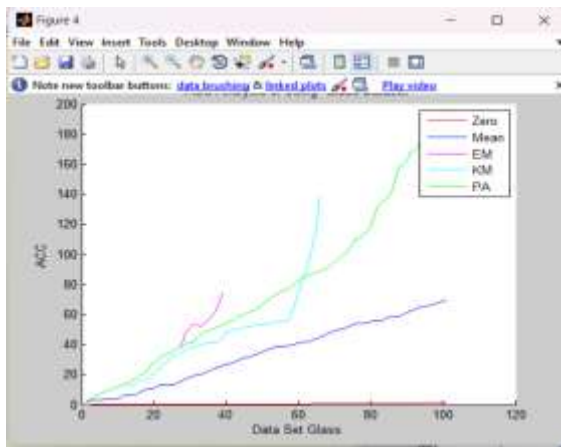 Figure 4
File Edit View Insert Tools Desktop Window Help
Note new toolbar buttons: data brushing & linked plots Play video
200
180
160
140
120
100
80
60
40
20
0
ACC
0 20 40 60 80 100 120
Data Set Glass
Zero
Mean
EM
KM
PA